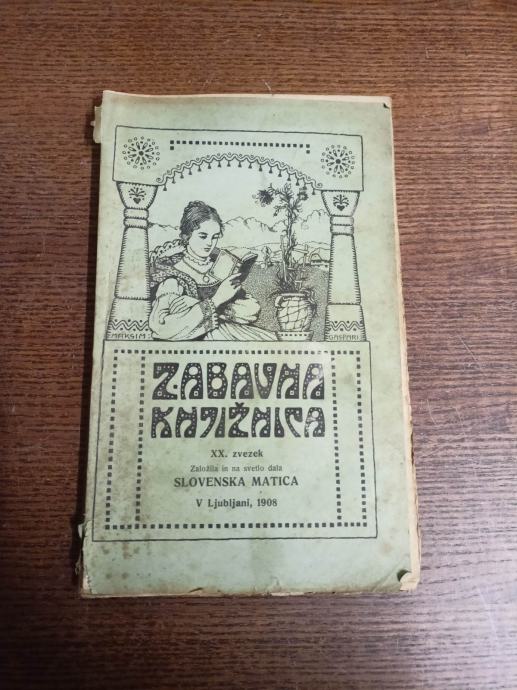 MAKSIM:
GASPARI
ZABAVNA
KNJIŽNICA
XX. zvezek
Založila in na svetlo dala
SLOVENSKA MATICA
V Ljubljani, 1908